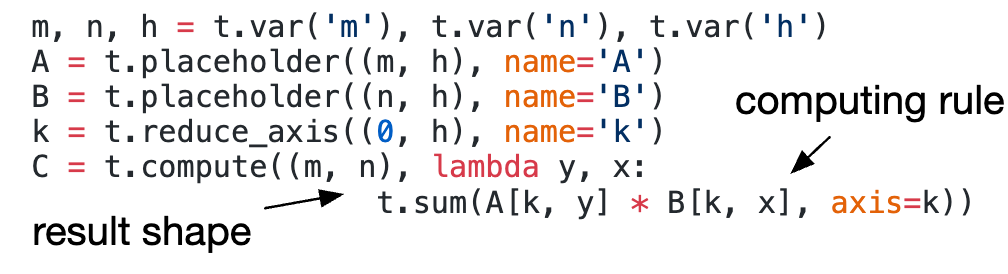 m, n, h = t.var('m'), t.var('n'), t.var('h')
A = t.placeholder((m, h), name='A')
B = t.placeholder((n, h), name='B')
computing rule
k = t.reduce_axis((0, h), name='k')
C = t.compute((m, n), lambda y, x:
t.sum(A[k, y] * B[k, x], axis=k))
result shape